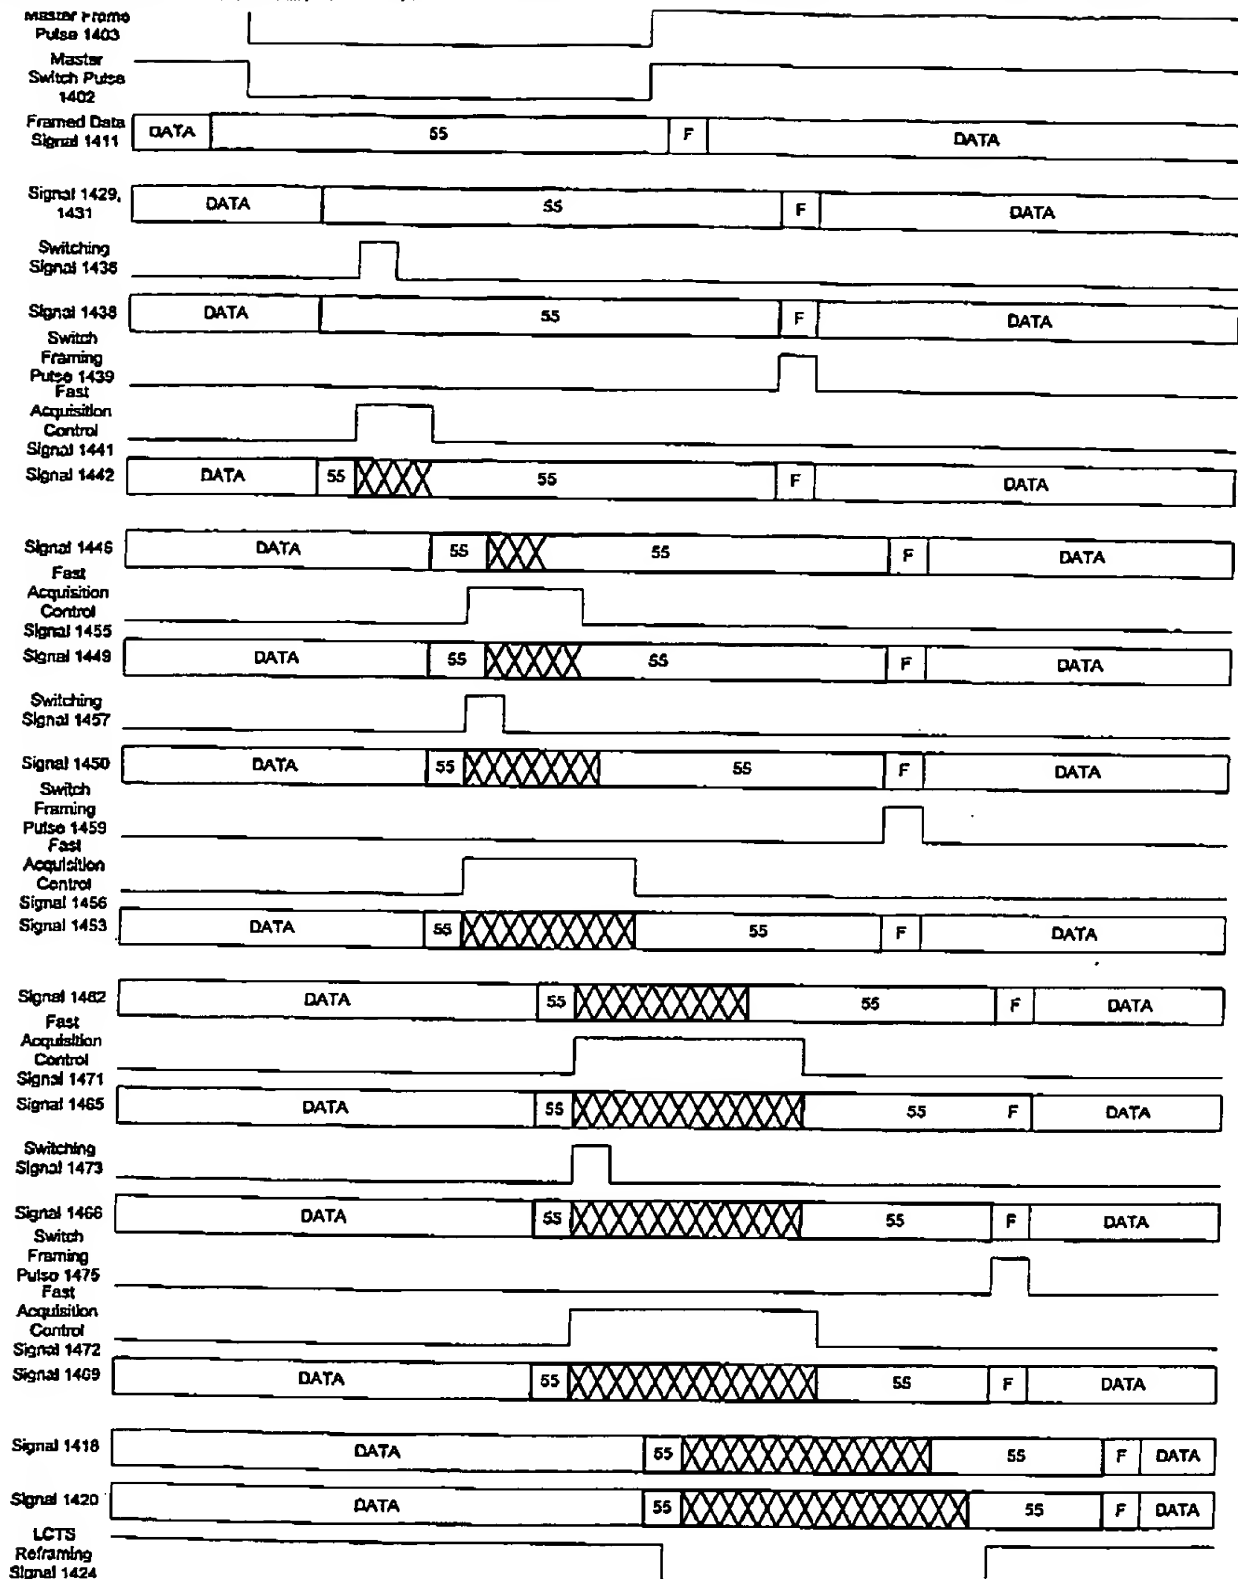 Master Frame
Pulse 1403
Master
Switch Pulse
1402
Framed Data
Signal 1411
DATA 55 F DATA
Signal 1429,
1431
DATA 55 F DATA
Switching
Signal 1436
Signal 1438
DATA 55 F DATA
Switch
Framing
Pulse 1439
Fast
Acquisition
Control
Signal 1441
Signal 1442
DATA 55 55 F DATA
Signal 1446
DATA 55 55 F DATA
Fast
Acquisition
Control
Signal 1455
Signal 1449
DATA 55 55 F DATA
Switching
Signal 1457
Signal 1450
DATA 55 55 F DATA
Switch
Framing
Pulse 1459
Fast
Acquisition
Control
Signal 1456
Signal 1453
DATA 55 55 F DATA
Signal 1462
DATA 55 55 F DATA
Fast
Acquisition
Control
Signal 1471
Signal 1465
DATA 55 55 F DATA
Switching
Signal 1473
Signal 1466
DATA 55 55 F DATA
Switch
Framing
Pulse 1475
Fast
Acquisition
Control
Signal 1472
Signal 1469
DATA 55 55 F DATA
Signal 1418
DATA 55 55 F DATA
Signal 1420
DATA 55 55 F DATA
LCTS
Reframing
Signal 1424